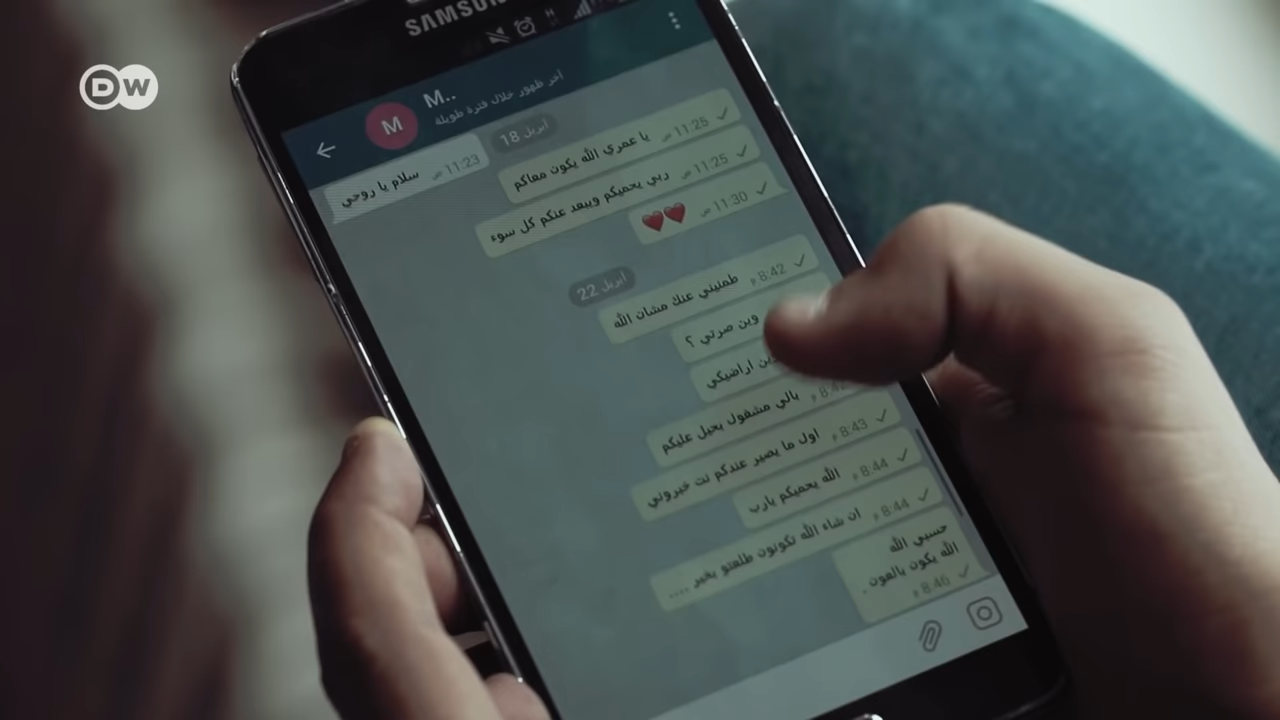 DW
SAMSUNG
M
M..
آخر ظهور خلال فترة طويلة
سلام يا روحي 11:23 ص
أبريل 18
يا عمري الله يكون معاكم 11:25 ص
ربي يحميكم ويبعد عنكم كل سوء 11:25 ص
❤❤ 11:30 ص
أبريل 22
طمنيني عنك مشان الله 8:42 م
وين صرتي ؟
اراضيكي
بالي مشغول بحيل عليكم
اول ما يصير عندكم نت خبروني 8:43 م
الله يحميكم يارب 8:44 م
ان شاء الله تكونون طلعتو بخير .... 8:44 م
حسبي الله
الله يكون بالعون . 8:46 م